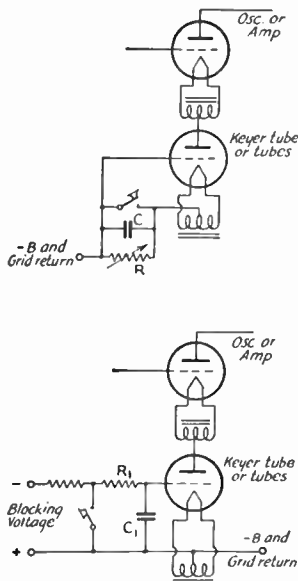 Osc. or
Amp
Keyer tube
or tubes
C
-B and
Grid return
R
Osc. or
Amp
Keyer tube
or tubes
-
R1
Blocking
Voltage
C1
+
-B and
Grid return